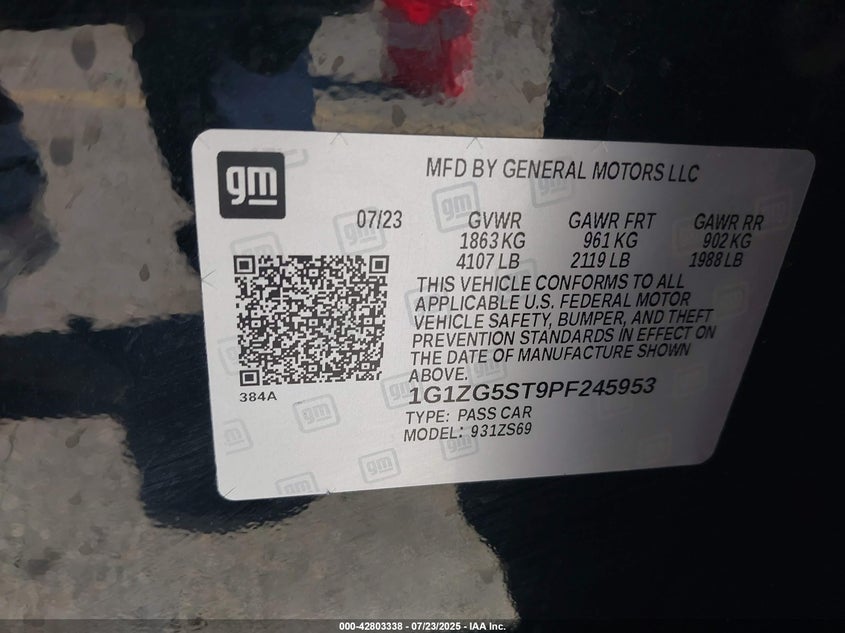 gm
MFD BY GENERAL MOTORS LLC
07/23 GVWR GAWR FRT GAWR RR
1863 KG 961 KG 902 KG
4107 LB 2119 LB 1988 LB
THIS VEHICLE CONFORMS TO ALL
APPLICABLE U.S. FEDERAL MOTOR
VEHICLE SAFETY, BUMPER, AND THEFT
PREVENTION STANDARDS IN EFFECT ON
THE DATE OF MANUFACTURE SHOWN
ABOVE.
384A
1G1ZG5ST9PF245953
TYPE: PASS CAR
MODEL: 931ZS69
000-42803338 - 07/23/2025 - IAA Inc.